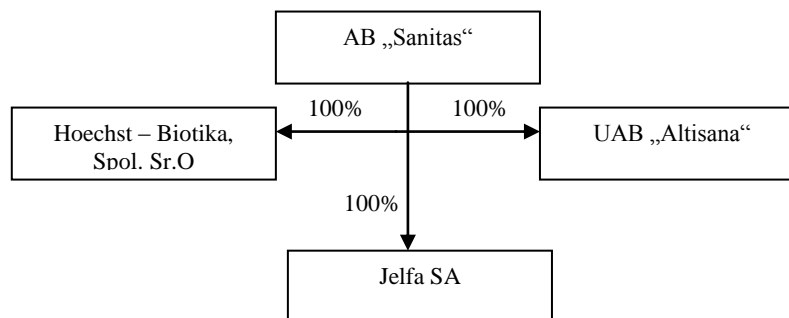 AB „Sanitas“
100%
100%
Hoechst – Biotika,
Spol. Sr.O
UAB „Altisana“
100%
Jelfa SA